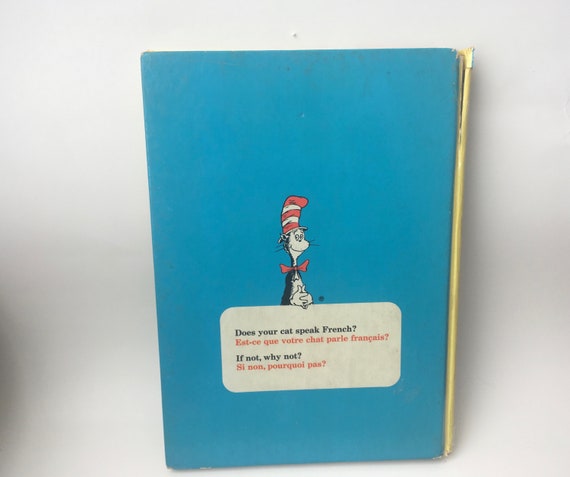 Does your cat speak French?
Est-ce que votre chat parle français?
If not, why not?
Si non, pourquoi pas?